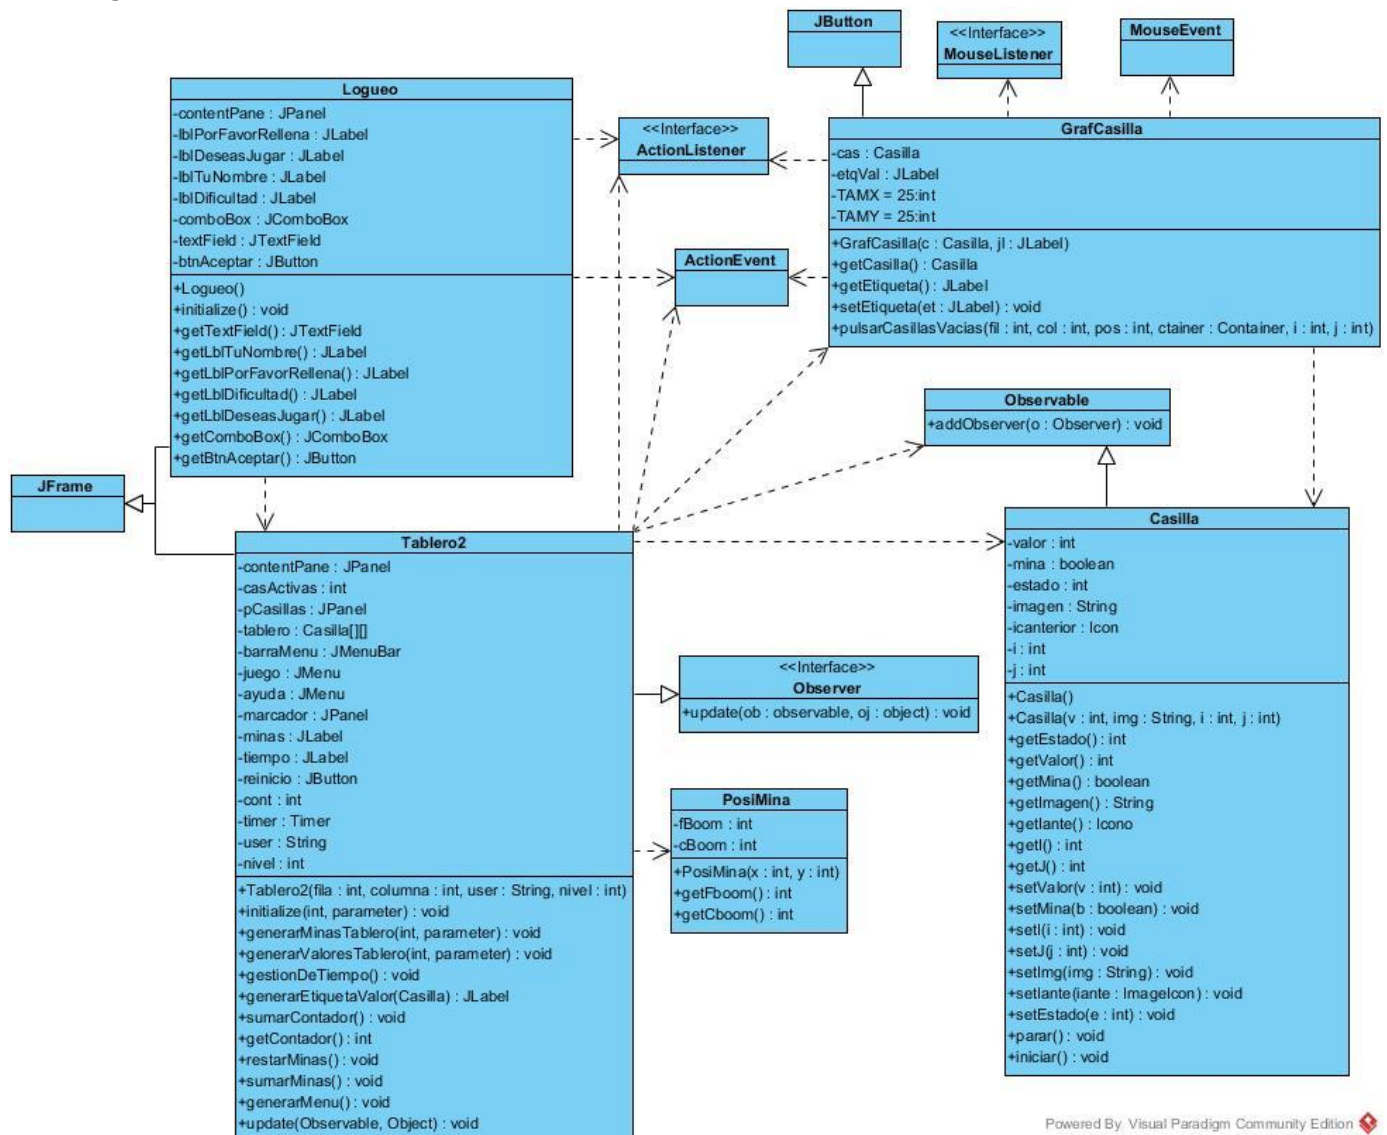 JButton
<<Interface>>
MouseListener
MouseEvent
Logueo
-contentPane : JPanel
-lblPorFavorRellena : JLabel
-lblDeseasJugar : JLabel
-lblTuNombre : JLabel
-lblDificultad : JLabel
-comboBox : JComboBox
-textField : JTextField
-btnAceptar : JButton
+Logueo()
+initialize() : void
+getTextField() : JTextField
+getLblTuNombre() : JLabel
+getLblPorFavorRellena() : JLabel
+getLblDificultad() : JLabel
+getLblDeseasJugar() : JLabel
+getComboBox() : JComboBox
+getBtnAceptar() : JButton
<<Interface>>
ActionListener
GrafCasilla
-cas : Casilla
-etqVal : JLabel
-TAMX = 25:int
-TAMY = 25:int
+GrafCasilla(c : Casilla, jl : JLabel)
+getCasilla() : Casilla
+getEtiqueta() : JLabel
+setEtiqueta(et : JLabel) : void
+pulsarCasillasVacias(fil : int, col : int, pos : int, ctainer : Container, i : int, j : int)
ActionEvent
Observable
+addObserver(o : Observer) : void
JFrame
Tablero2
-contentPane : JPanel
-casActivas : int
-pCasillas : JPanel
-tablero : Casilla[][]
-barraMenu : JMenuBar
-juego : JMenu
-ayuda : JMenu
-marcador : JPanel
-minas : JLabel
-tiempo : JLabel
-reinicio : JButton
-cont : int
-timer : Timer
-user : String
-nivel : int
+Tablero2(fila : int, columna : int, user : String, nivel : int)
+initialize(int, parameter) : void
+generarMinasTablero(int, parameter) : void
+generarValoresTablero(int, parameter) : void
+gestionDeTiempo() : void
+generarEtiquetaValor(Casilla) : JLabel
+sumarContador() : void
+getContador() : int
+restarMinas() : void
+sumarMinas() : void
+generarMenu() : void
+update(Observable, Object) : void
<<Interface>>
Observer
+update(ob : observable, oj : object) : void
PosiMina
-fBoom : int
-cBoom : int
+PosiMina(x : int, y : int)
+getFboom() : int
+getCboom() : int
Casilla
-valor : int
-mina : boolean
-estado : int
-imagen : String
-icanterior : Icon
-i : int
-j : int
+Casilla()
+Casilla(v : int, img : String, i : int, j : int)
+getEstado() : int
+getValor() : int
+getMina() : boolean
+getImagen() : String
+getIante() : Icono
+getI() : int
+getJ() : int
+setValor(v : int) : void
+setMina(b : boolean) : void
+setI(i : int) : void
+setJ(j : int) : void
+setImg(img : String) : void
+setIante(iante : ImageIcon) : void
+setEstado(e : int) : void
+parar() : void
+iniciar() : void
Powered By Visual Paradigm Community Edition